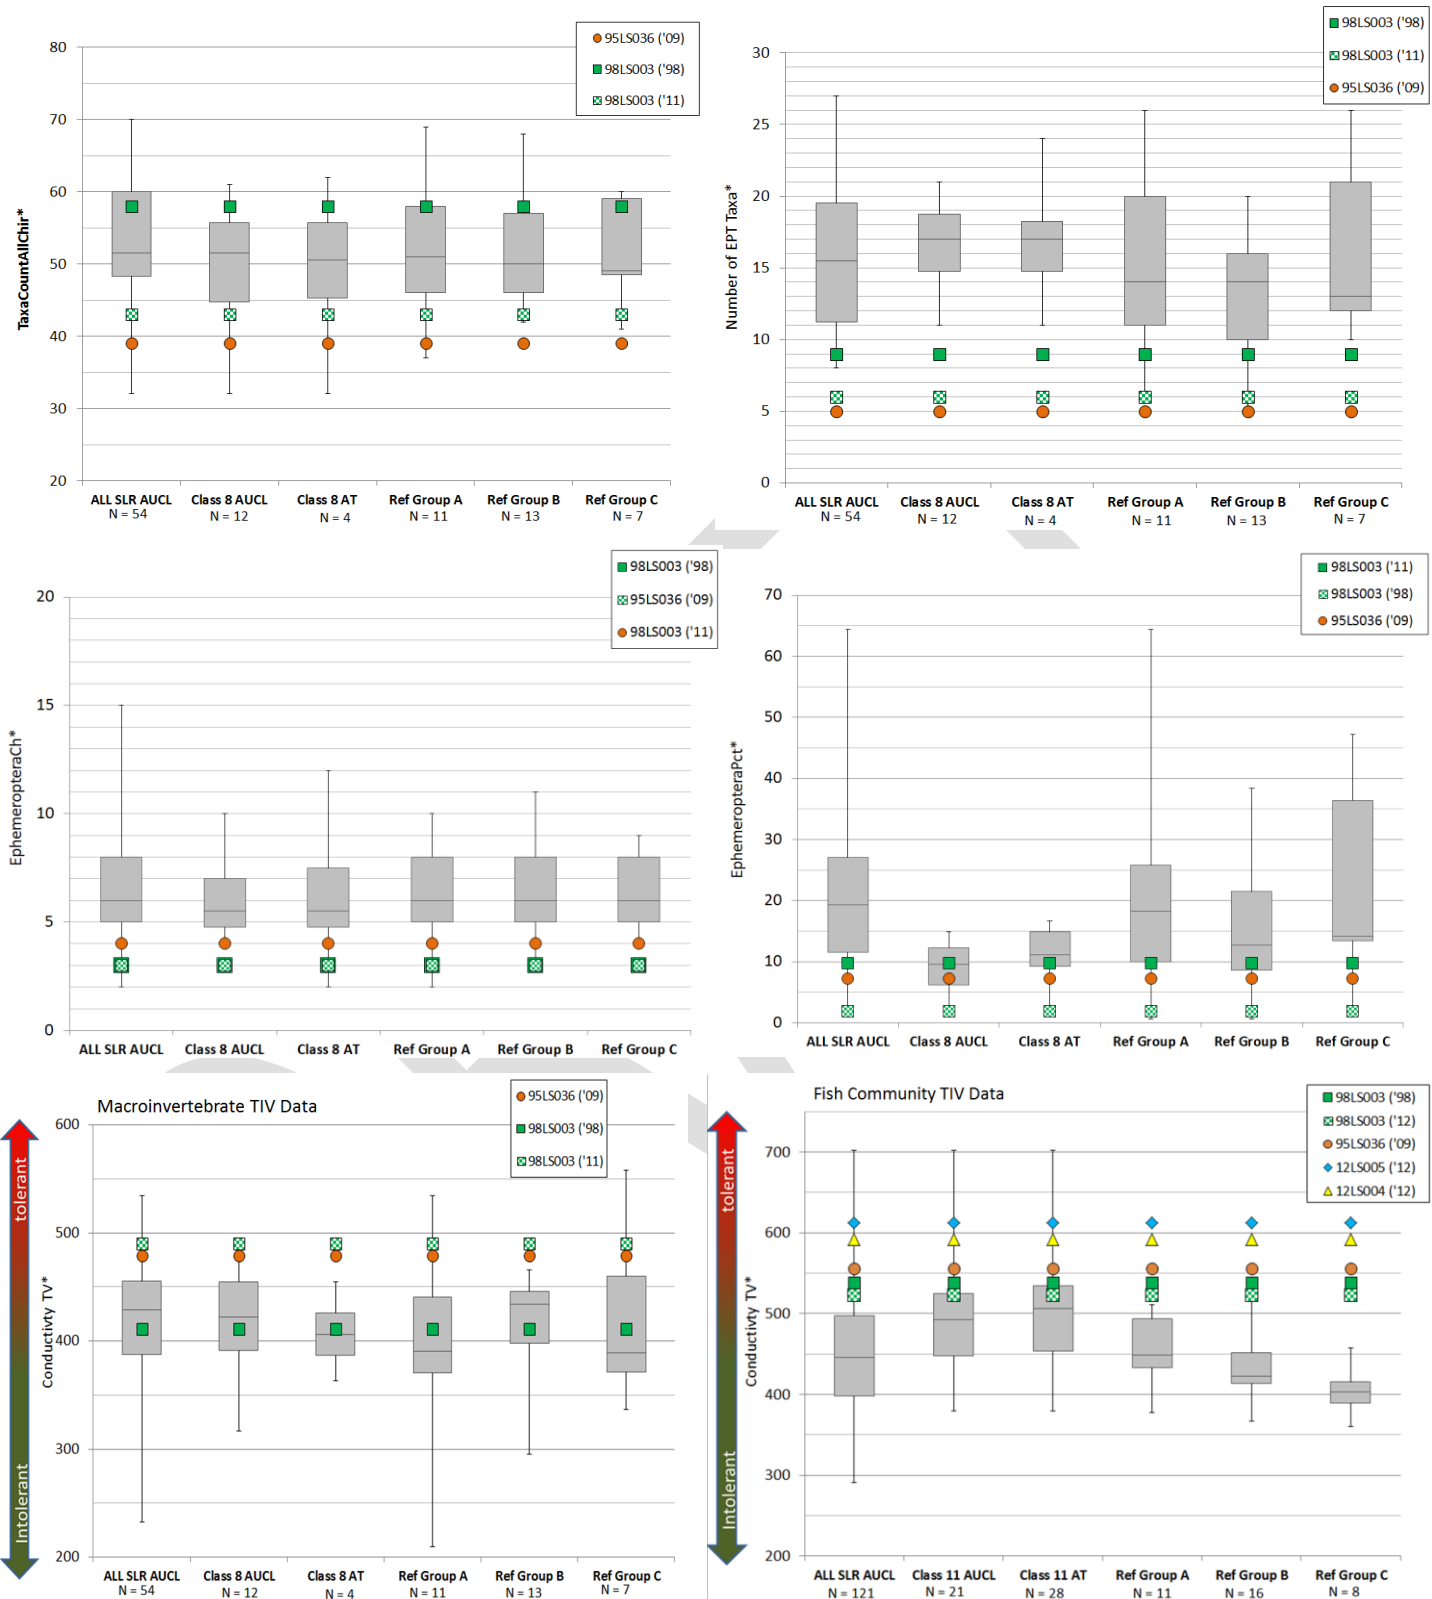 95LS036 ('09)
98LS003 ('98)
98LS003 ('11)
TaxaCountAllChir*
80
70
60
50
40
30
20
ALL SLR AUCL
Class 8 AUCL
Class 8 AT
Ref Group A
Ref Group B
Ref Group C
N = 54
N = 12
N = 4
N = 11
N = 13
N = 7
98LS003 ('98)
98LS003 ('11)
95LS036 ('09)
Number of EPT Taxa*
30
25
20
15
10
5
0
ALL SLR AUCL
Class 8 AUCL
Class 8 AT
Ref Group A
Ref Group B
Ref Group C
N = 54
N = 12
N = 4
N = 11
N = 13
N = 7
98LS003 ('98)
95LS036 ('09)
98LS003 ('11)
EphemeropteraCh*
20
15
10
5
0
ALL SLR AUCL
Class 8 AUCL
Class 8 AT
Ref Group A
Ref Group B
Ref Group C
98LS003 ('11)
98LS003 ('98)
95LS036 ('09)
EphemeropteraPct*
70
60
50
40
30
20
10
0
ALL SLR AUCL
Class 8 AUCL
Class 8 AT
Ref Group A
Ref Group B
Ref Group C
Macroinvertebrate TIV Data
95LS036 ('09)
98LS003 ('98)
98LS003 ('11)
tolerant
Intolerant
Conductivty TV*
600
500
400
300
200
ALL SLR AUCL
Class 8 AUCL
Class 8 AT
Ref Group A
Ref Group B
Ref Group C
N = 54
N = 12
N = 4
N = 11
N = 13
N = 7
Fish Community TIV Data
98LS003 ('98)
98LS003 ('12)
95LS036 ('09)
12LS005 ('12)
12LS004 ('12)
tolerant
Intolerant
Conductivty TV*
700
600
500
400
300
200
ALL SLR AUCL
Class 11 AUCL
Class 11 AT
Ref Group A
Ref Group B
Ref Group C
N = 121
N = 21
N = 28
N = 11
N = 16
N = 8